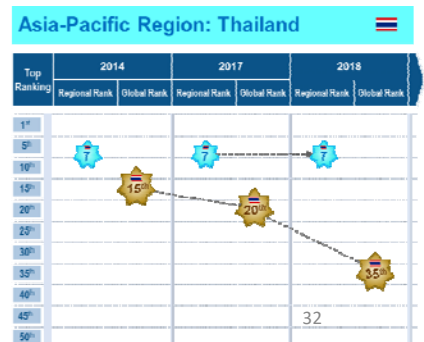 Asia-Pacific Region: Thailand
Top Ranking 2014 2017 2018
Regional Rank Global Rank Regional Rank Global Rank Regional Rank Global Rank
1st
5th 7 7 7
10th
15th 15th
20th 20th
25th
30th
35th 35th
40th
45th 32
50th